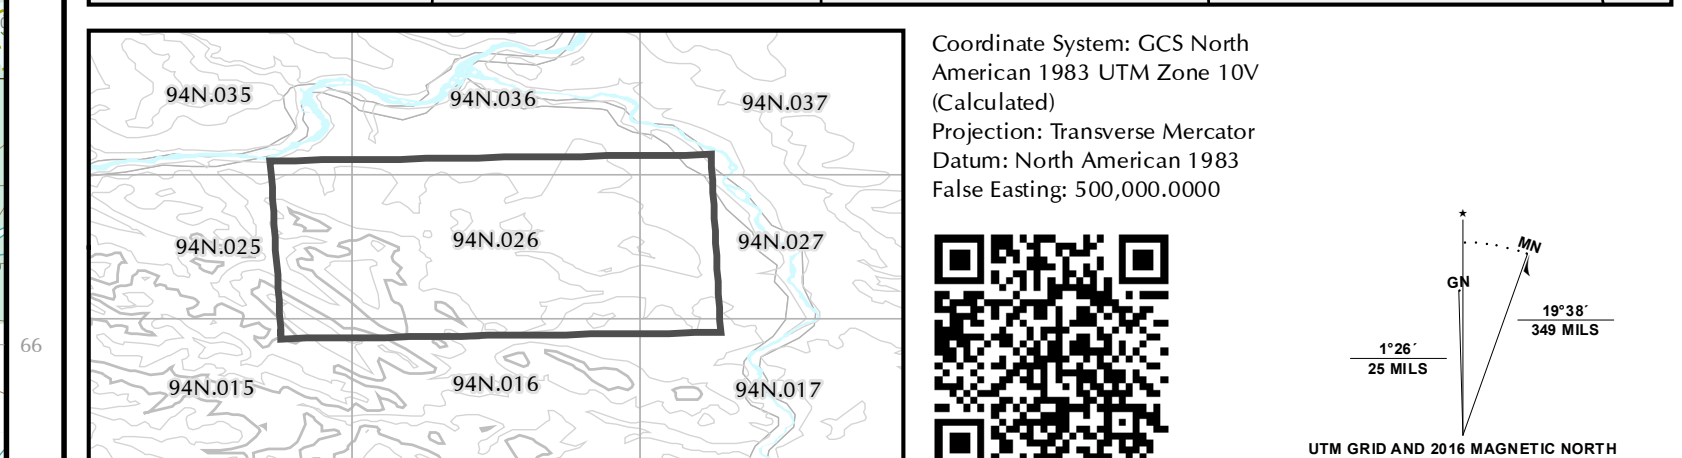 94N.035
94N.036
94N.037
94N.025
94N.026
94N.027
66
94N.015
94N.016
94N.017
Coordinate System: GCS North
American 1983 UTM Zone 10V
(Calculated)
Projection: Transverse Mercator
Datum: North American 1983
False Easting: 500,000.0000
MN
GN
19°38´
349 MILS
1°26´
25 MILS
UTM GRID AND 2016 MAGNETIC NORTH